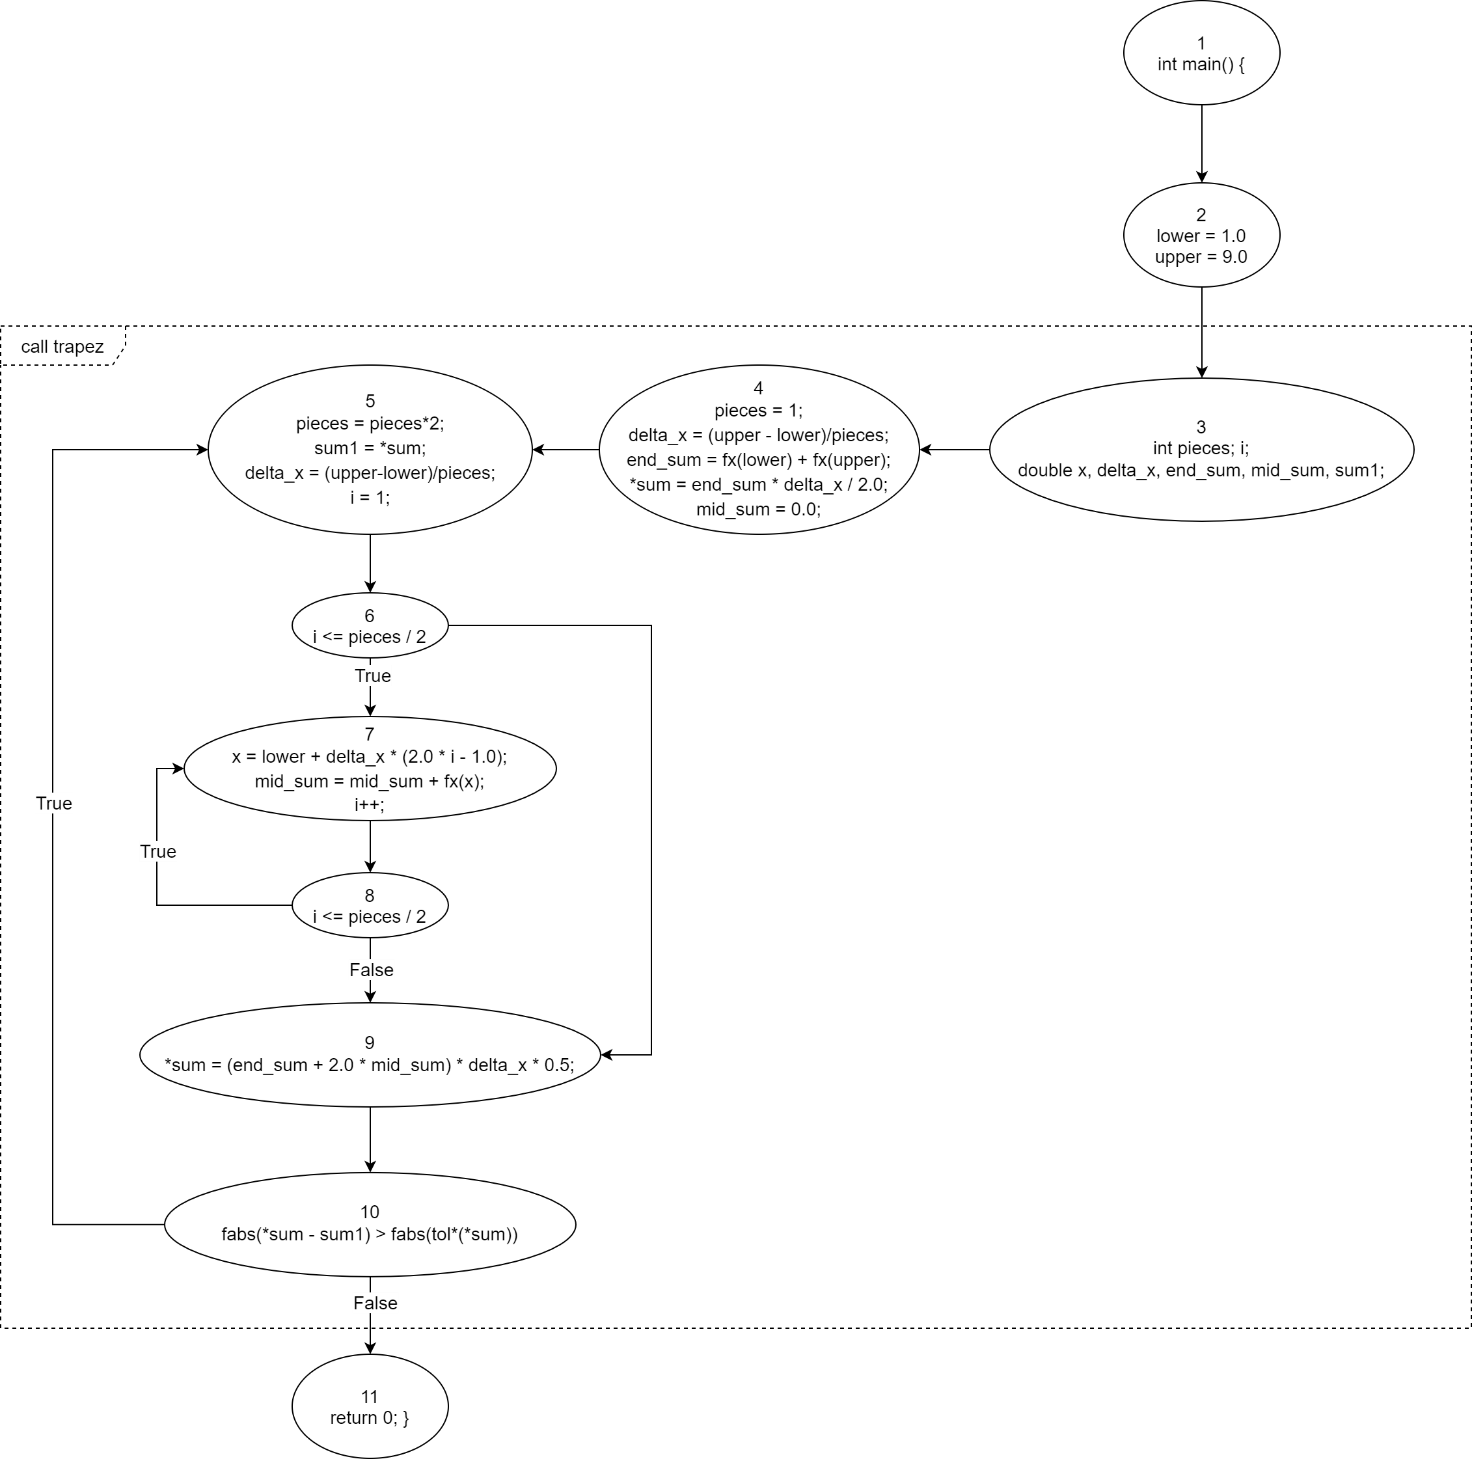 1
int main() {
2
lower = 1.0
upper = 9.0
call trapez
3
int pieces; i;
double x, delta_x, end_sum, mid_sum, sum1;
4
pieces = 1;
delta_x = (upper - lower)/pieces;
end_sum = fx(lower) + fx(upper);
*sum = end_sum * delta_x / 2.0;
mid_sum = 0.0;
5
pieces = pieces*2;
sum1 = *sum;
delta_x = (upper-lower)/pieces;
i = 1;
6
i <= pieces / 2
True
7
x = lower + delta_x * (2.0 * i - 1.0);
mid_sum = mid_sum + fx(x);
i++;
True
True
8
i <= pieces / 2
False
9
*sum = (end_sum + 2.0 * mid_sum) * delta_x * 0.5;
10
fabs(*sum - sum1) > fabs(tol*(*sum))
False
11
return 0; }